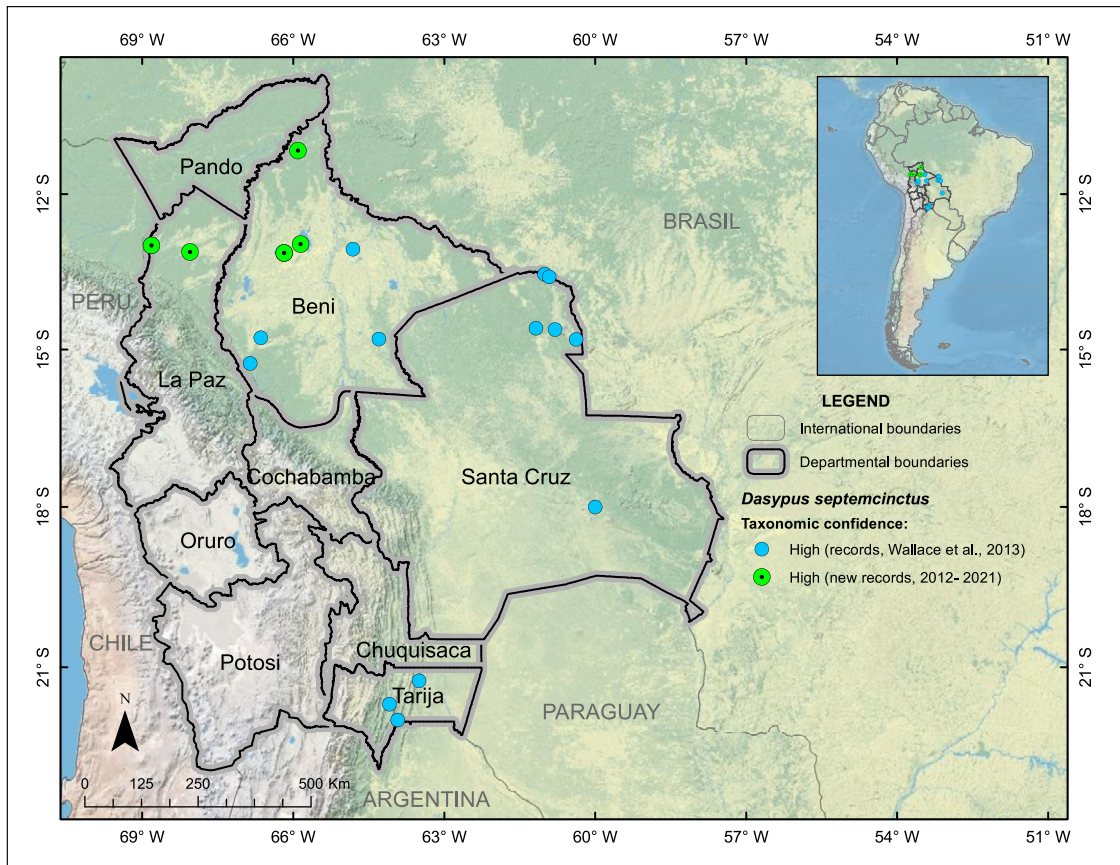 69° W 66° W 63° W 60° W 57° W 54° W 51° W
12° S
15° S
18° S
21° S
Pando
BRASIL
PERU
Beni
La Paz
Cochabamba
Santa Cruz
Oruro
CHILE
Potosi
Chuquisaca
Tarija
PARAGUAY
ARGENTINA
N
0 125 250 500 Km
LEGEND
International boundaries
Departmental boundaries
Dasypus septemcinctus
Taxonomic confidence:
High (records, Wallace et al., 2013)
High (new records, 2012- 2021)
12° S
15° S
18° S
21° S
69° W 66° W 63° W 60° W 57° W 54° W 51° W